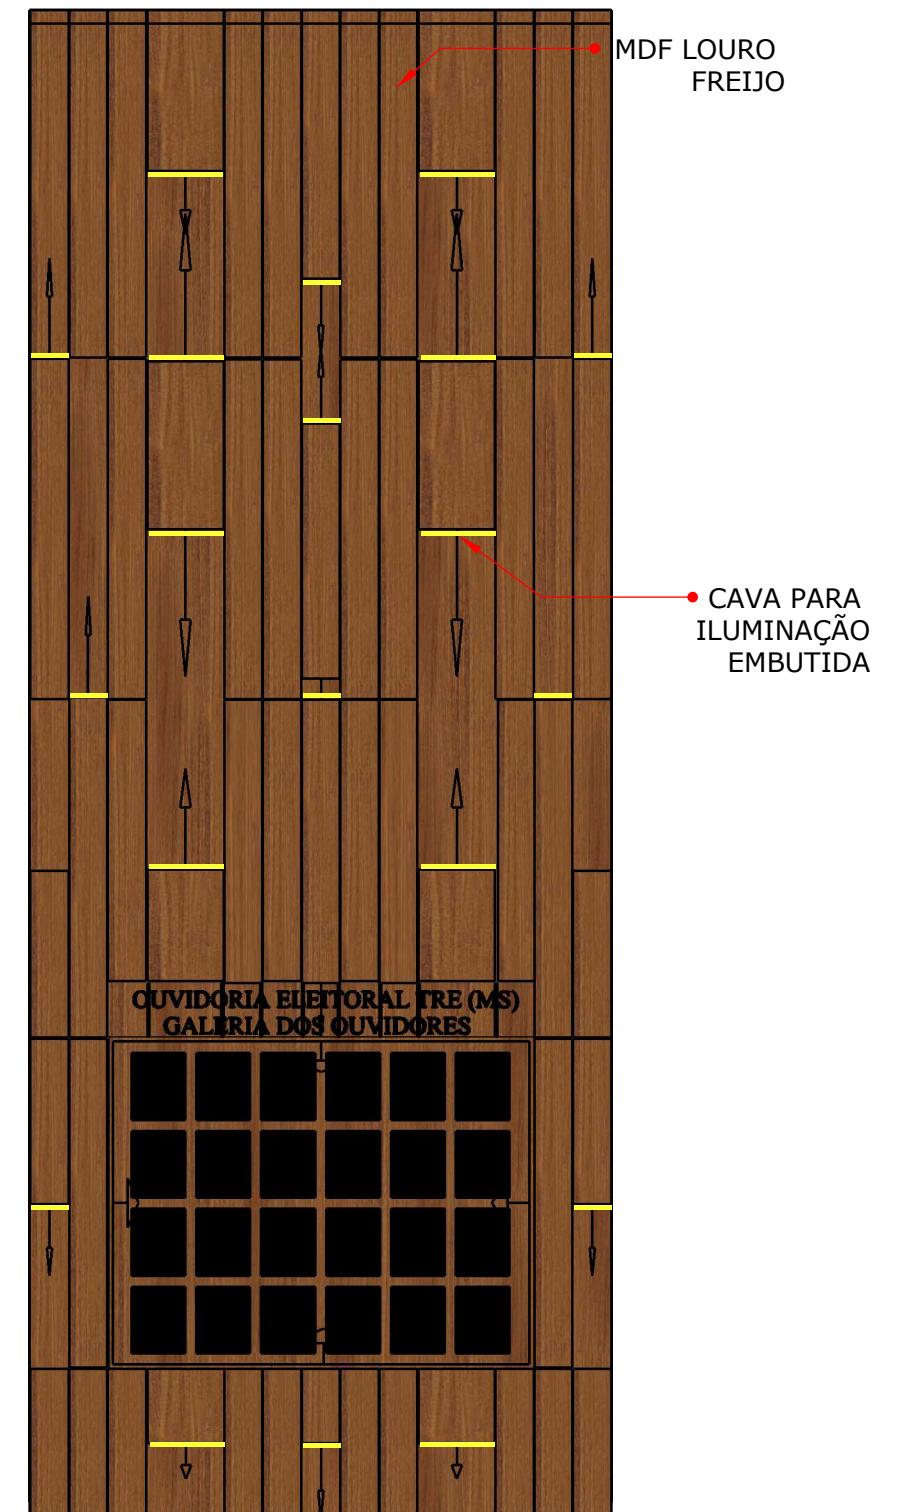 MDF LOURO
FREIJO
CAVA PARA
ILUMINAÇÃO
EMBUTIDA
OUVIDORIA ELEITORAL TRE (MS)
GALERIA DOS OUVIDORES